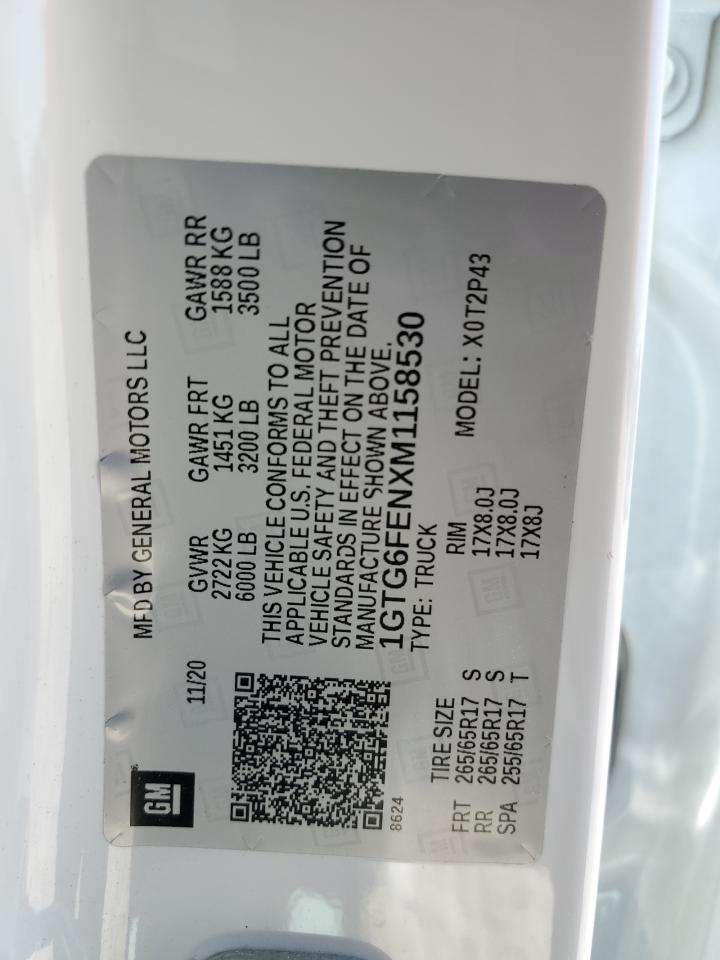 MFD BY GENERAL MOTORS LLC
GM
11/20
GVWR GAWR FRT GAWR RR
2722 KG 1451 KG 1588 KG
6000 LB 3200 LB 3500 LB
THIS VEHICLE CONFORMS TO ALL
APPLICABLE U.S. FEDERAL MOTOR
VEHICLE SAFETY AND THEFT PREVENTION
STANDARDS IN EFFECT ON THE DATE OF
MANUFACTURE SHOWN ABOVE.
1GTG6FENXM1158530
8624
TYPE: TRUCK
TIRE SIZE RIM MODEL: X0T2P43
FRT 265/65R17 S 17X8.0J
RR 265/65R17 S 17X8.0J
SPA 255/65R17 T 17X8J